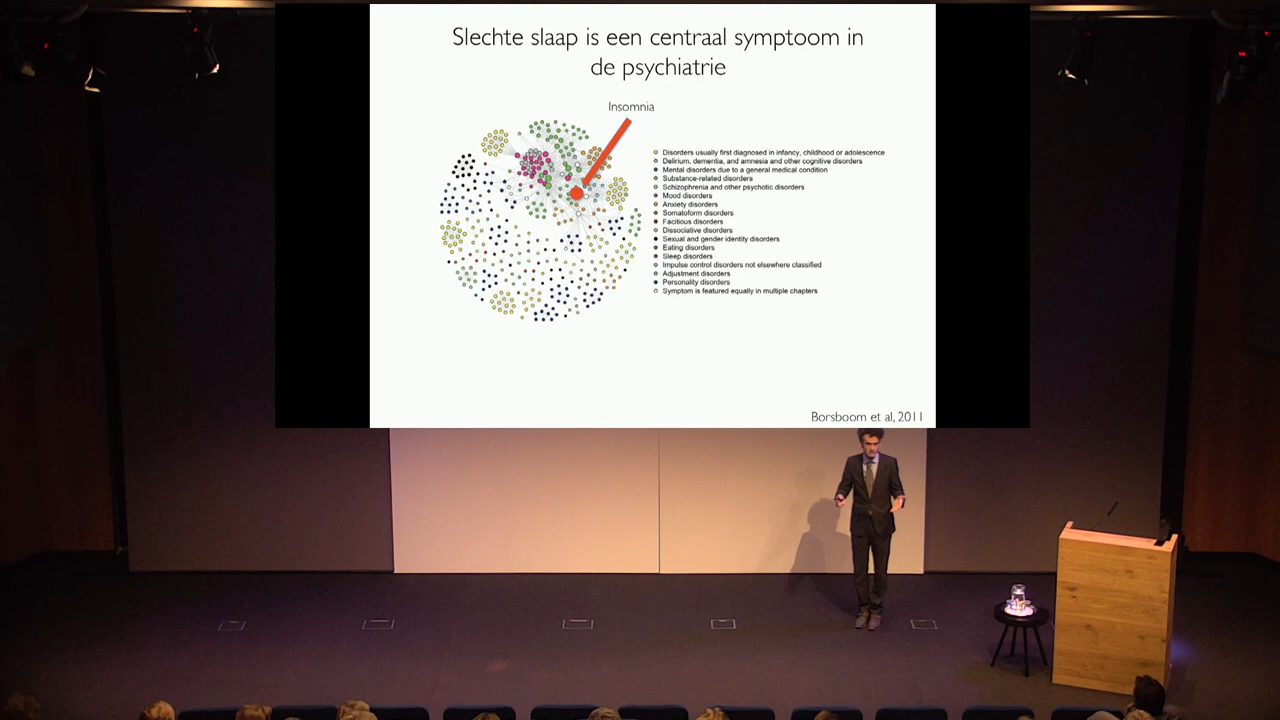 Slechte slaap is een centraal symptoom in
de psychiatrie
Insomnia
Disorders usually first diagnosed in infancy, childhood or adolescence
Delirium, dementia, and amnesia and other cognitive disorders
Mental disorders due to a general medical condition
Substance-related disorders
Schizophrenia and other psychotic disorders
Mood disorders
Anxiety disorders
Somatoform disorders
Facitious disorders
Dissociative disorders
Sexual and gender identity disorders
Eating disorders
Sleep disorders
Impulse control disorders not elsewhere classified
Adjustment disorders
Personality disorders
Symptom is featured equally in multiple chapters
Borsboom et al, 2011